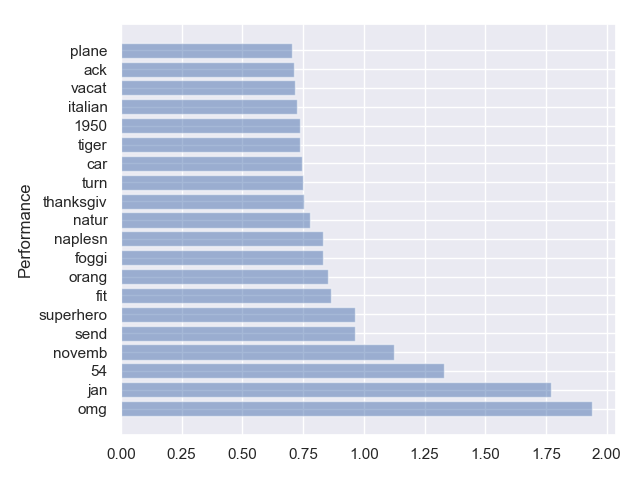 plane
ack
vacat
italian
1950
tiger
car
turn
thanksgiv
natur
naplesn
foggi
orang
fit
superhero
send
novemb
54
jan
omg
Performance
0.00 0.25 0.50 0.75 1.00 1.25 1.50 1.75 2.00